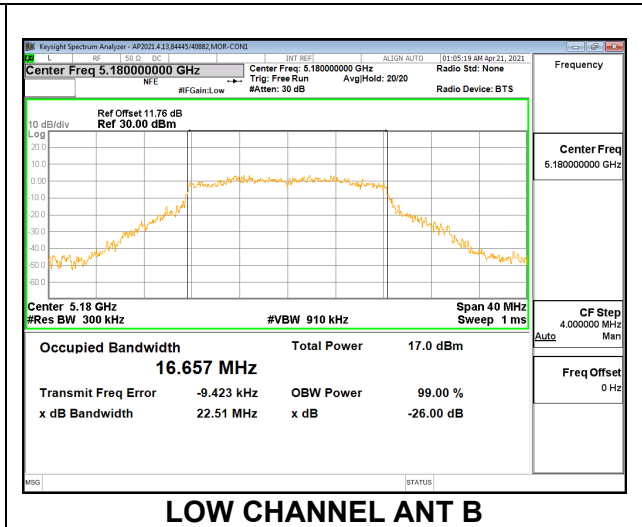 Keysight Spectrum Analyzer - AP2021.4.13,84445/40882,MOR-CON1
L RF 50 Ω DC INT REF ALIGN AUTO 01:05:19 AM Apr 21, 2021
Center Freq 5.180000000 GHz Center Freq: 5.180000000 GHz Radio Std: None Frequency
NFE Trig: Free Run Avg|Hold: 20/20
#IFGain:Low #Atten: 30 dB Radio Device: BTS
Ref Offset 11.76 dB
10 dB/div Ref 30.00 dBm
Log
20.0
10.0
0.00
-10.0
-20.0
-30.0
-40.0
-50.0
-60.0
Center Freq
5.180000000 GHz
Center 5.18 GHz Span 40 MHz
#Res BW 300 kHz #VBW 910 kHz Sweep 1 ms
CF Step
4.000000 MHz
Auto Man
Occupied Bandwidth Total Power 17.0 dBm
16.657 MHz
Freq Offset
0 Hz
Transmit Freq Error -9.423 kHz OBW Power 99.00 %
x dB Bandwidth 22.51 MHz x dB -26.00 dB
MSG STATUS
LOW CHANNEL ANT B